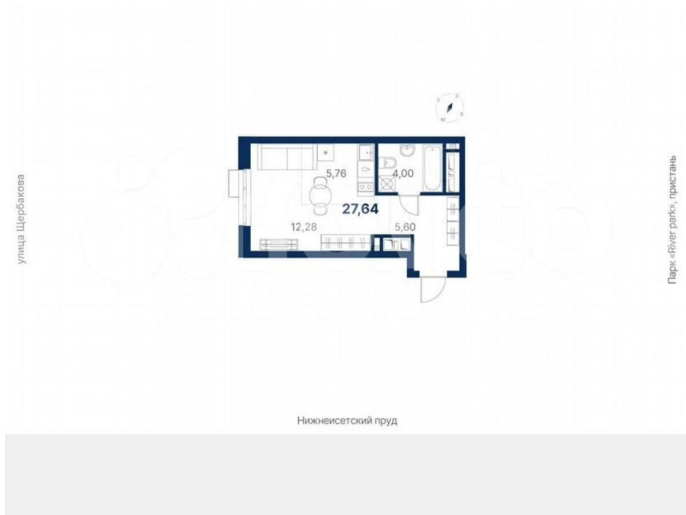 улица Щербакова
5,76
4,00
27,64
12,28
5,60
Парк «River park», пристань
Нижнеисетский пруд